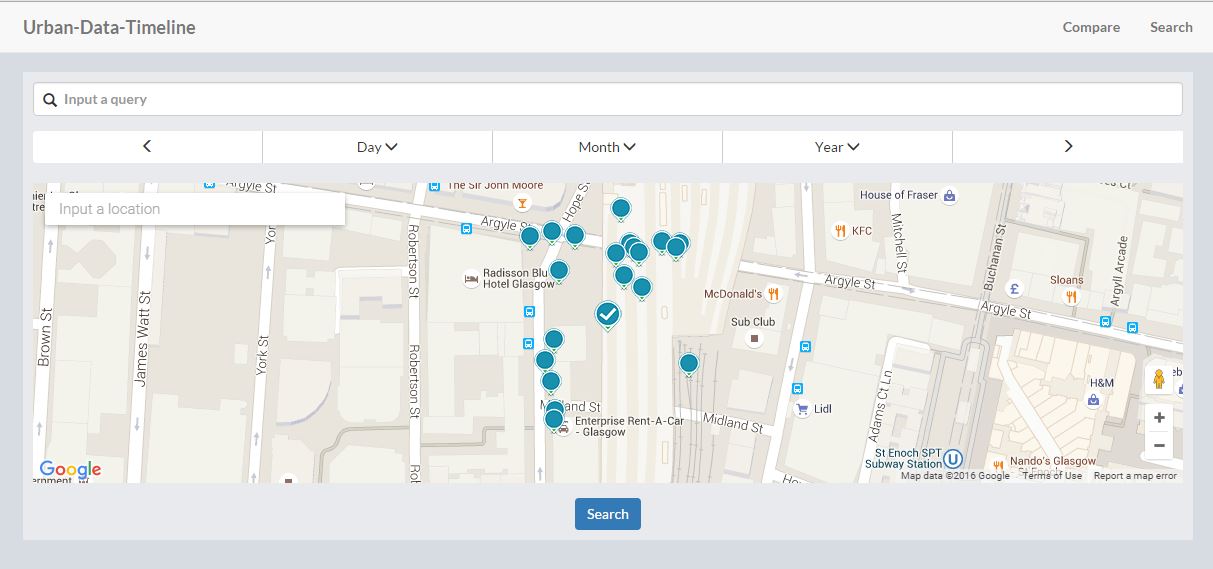 Urban-Data-Timeline
Compare
Search
Input a query
Day
Month
Year
Input a location
Argyle St
The Sir John Moore
Hope St
House of Fraser
Argyle St
KFC
Mitchell St
Buchanan St
Argyll Arcade
Robertson St
Radisson Blu
Hotel Glasgow
McDonald's
Argyle St
Sloans
Argyle St
Sub Club
Brown St
James Watt St
York St
Robertson St
H&M
Midland St
Lidl
Adams Ct Ln
Enterprise Rent-A-Car
- Glasgow
Midland St
St Enoch SPT
Subway Station
Nando's Glasgow
St Enoch
Google
Map data ©2016 Google
Terms of Use
Report a map error
Search